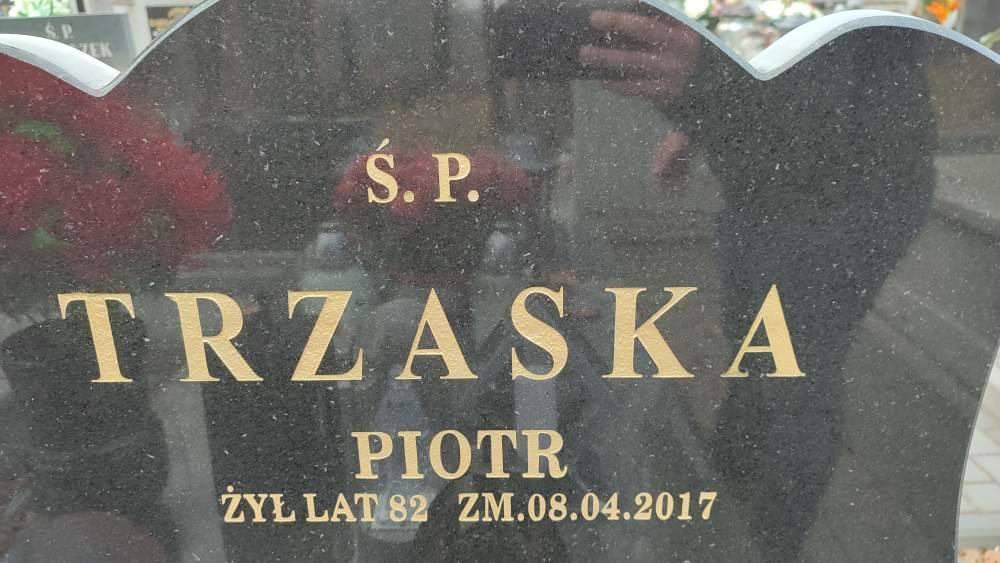 Ś. P.
Ś. P.
TRZASKA
PIOTR
ŻYŁ LAT 82 ZM.08.04.2017